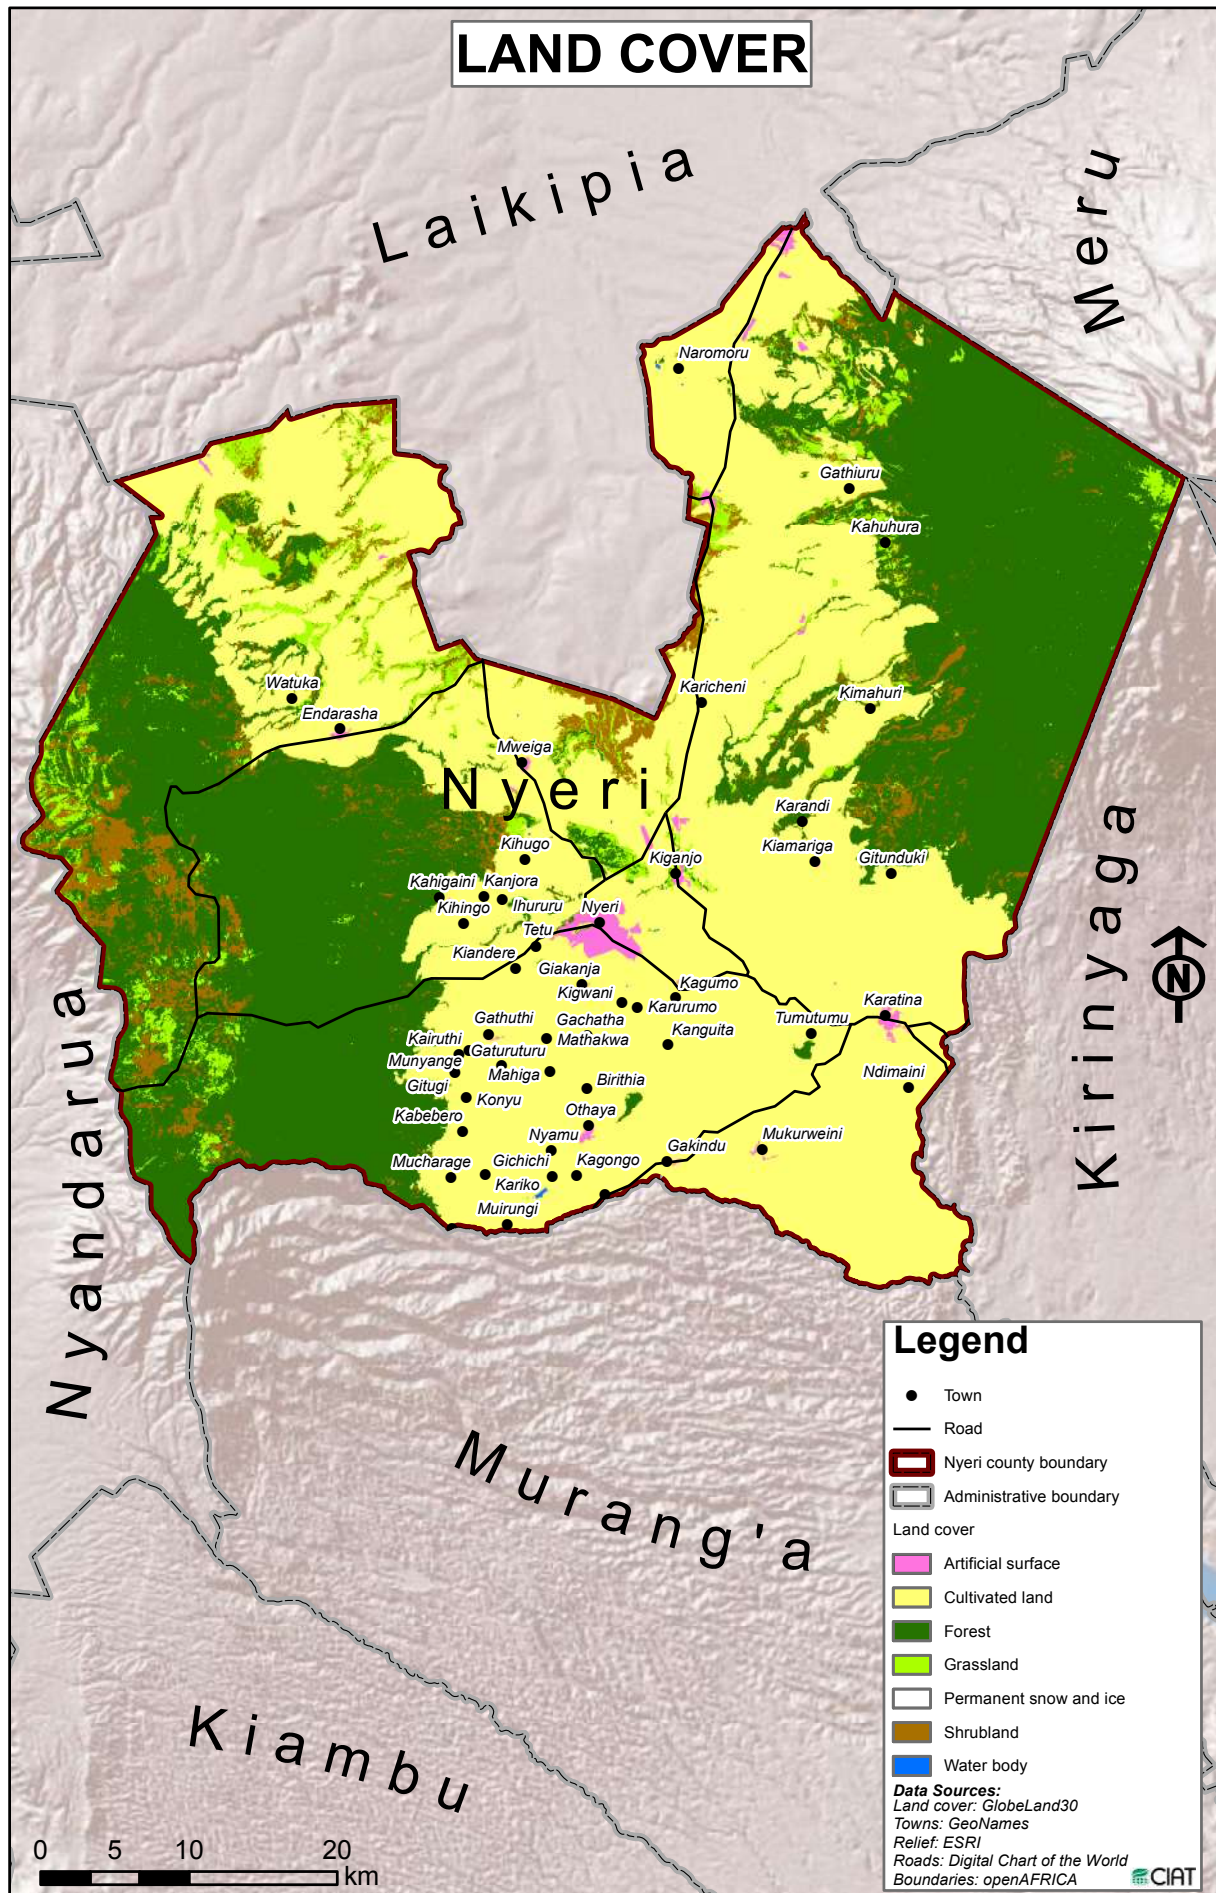 LAND COVER
Laikipia
Meru
Naromoru
Gathiuru
Kahuhura
Watuka
Endarasha
Karicheni
Kimahuri
Mweiga
Nyeri
Karandi
Kihugo
Kiganjo
Kiamariga
Gitunduki
Kahigaini
Kanjora
Kihingo
Ihururu
Nyeri
Tetu
Kiandere
Giakanja
Kigwani
Kagumo
Karurumo
Karatina
Gathuthi
Gachatha
Tumutumu
Kairuthi
Mathakwa
Kanguita
Gaturuturu
Munyange
Mahiga
Ndimaini
Gitugi
Birithia
Konyu
Kabebero
Othaya
Nyamu
Mukurweini
Mucharage
Gichichi
Kagongo
Gakindu
Kariko
Muirungi
Kirinyaga
Nyandarua
N
Murang'a
Kiambu
Legend
Town
Road
Nyeri county boundary
Administrative boundary
Land cover
Artificial surface
Cultivated land
Forest
Grassland
Permanent snow and ice
Shrubland
Water body
Data Sources:
Land cover: GlobeLand30
Towns: GeoNames
Relief: ESRI
Roads: Digital Chart of the World
Boundaries: openAFRICA
CIAT
0 5 10 20
km